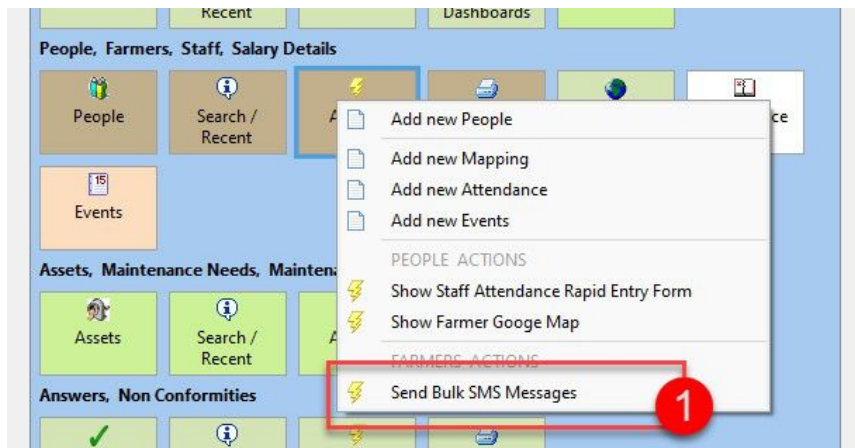 Recent
Dashboards
People, Farmers, Staff, Salary Details
People
Search /
Recent
A
ce
Add new People
Add new Mapping
Add new Attendance
Add new Events
PEOPLE ACTIONS
Show Staff Attendance Rapid Entry Form
Show Farmer Googe Map
FARMERS ACTIONS
Send Bulk SMS Messages
1
15
Events
Assets, Maintenance Needs, Maintena
Assets
Search /
Recent
A
Answers, Non Conformities